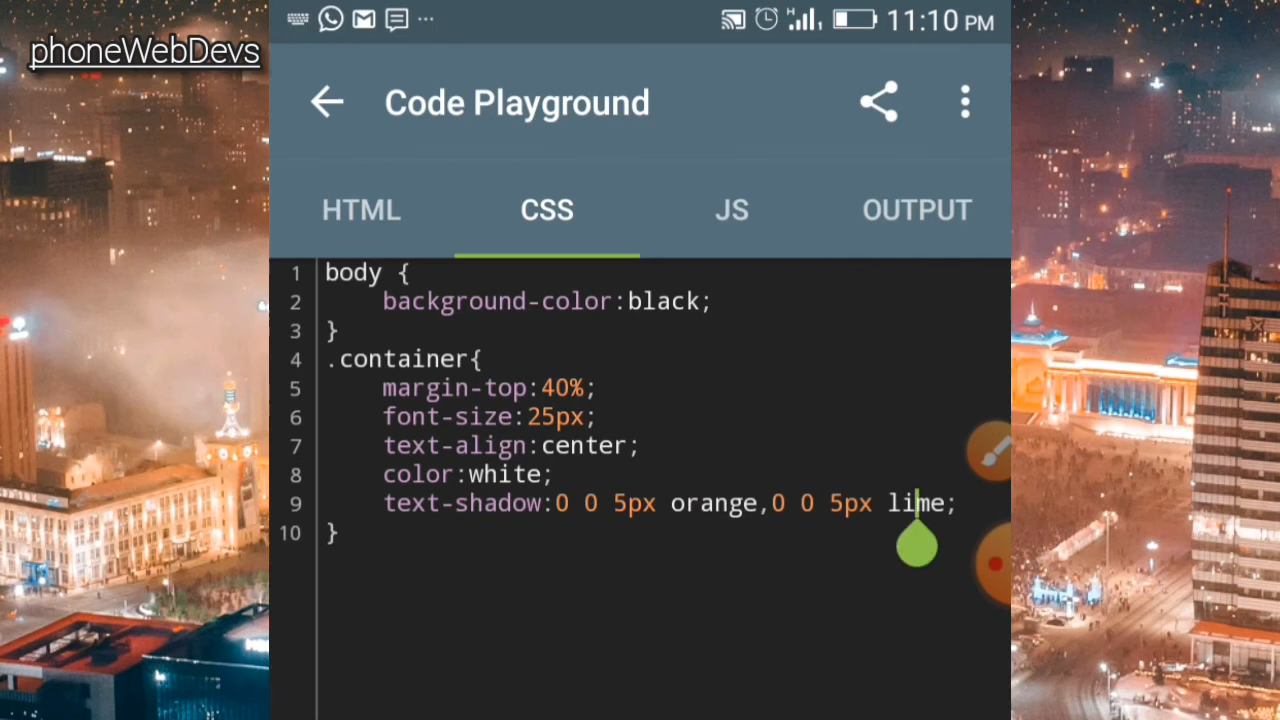 phoneWebDevs
H
11:10 PM
Code Playground
HTML CSS JS OUTPUT
1 body {
2 background-color:black;
3 }
4 .container{
5 margin-top:40%;
6 font-size:25px;
7 text-align:center;
8 color:white;
9 text-shadow:0 0 5px orange,0 0 5px lime;
10 }